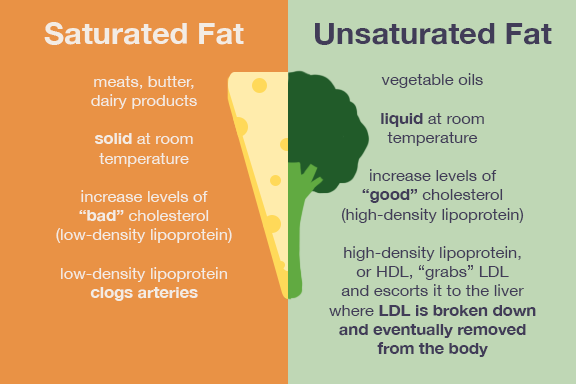 Saturated Fat
meats, butter,
dairy products
solid at room
temperature
increase levels of
“bad” cholesterol
(low-density lipoprotein)
low-density lipoprotein
clogs arteries
Unsaturated Fat
vegetable oils
liquid at room
temperature
increase levels of
“good” cholesterol
(high-density lipoprotein)
high-density lipoprotein,
or HDL, “grabs” LDL
and escorts it to the liver
where LDL is broken down
and eventually removed
from the body